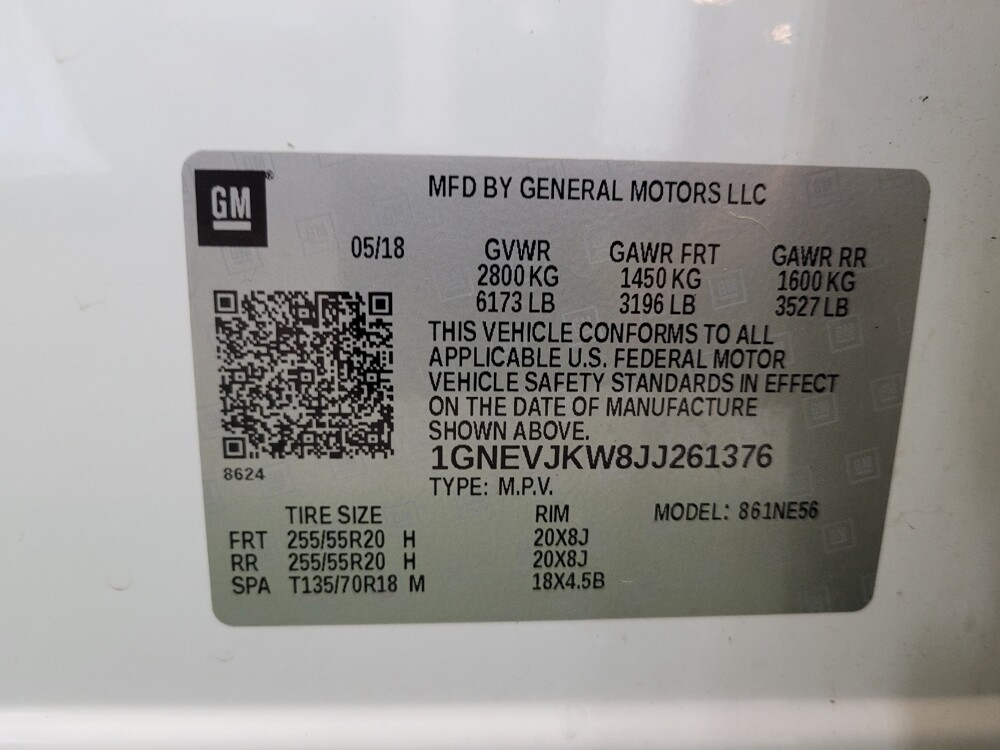 GM
MFD BY GENERAL MOTORS LLC
05/18 GVWR GAWR FRT GAWR RR
2800 KG 1450 KG 1600 KG
6173 LB 3196 LB 3527 LB
THIS VEHICLE CONFORMS TO ALL
APPLICABLE U.S. FEDERAL MOTOR
VEHICLE SAFETY STANDARDS IN EFFECT
ON THE DATE OF MANUFACTURE
SHOWN ABOVE.
1GNEVJKW8JJ261376
8624
TYPE: M.P.V.
TIRE SIZE RIM MODEL: 861NE56
FRT 255/55R20 H 20X8J
RR 255/55R20 H 20X8J
SPA T135/70R18 M 18X4.5B